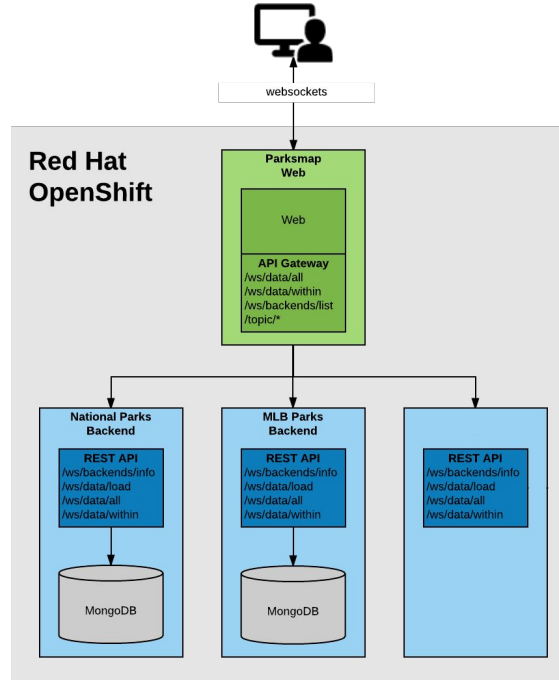 websockets
Red Hat
OpenShift
Parksmap
Web
Web
API Gateway
/ws/data/all
/ws/data/within
/ws/backends/list
/topic/*
National Parks
Backend
REST API
/ws/backends/info
/ws/data/load
/ws/data/all
/ws/data/within
MongoDB
MLB Parks
Backend
REST API
/ws/backends/info
/ws/data/load
/ws/data/all
/ws/data/within
MongoDB
REST API
/ws/backends/info
/ws/data/load
/ws/data/all
/ws/data/within